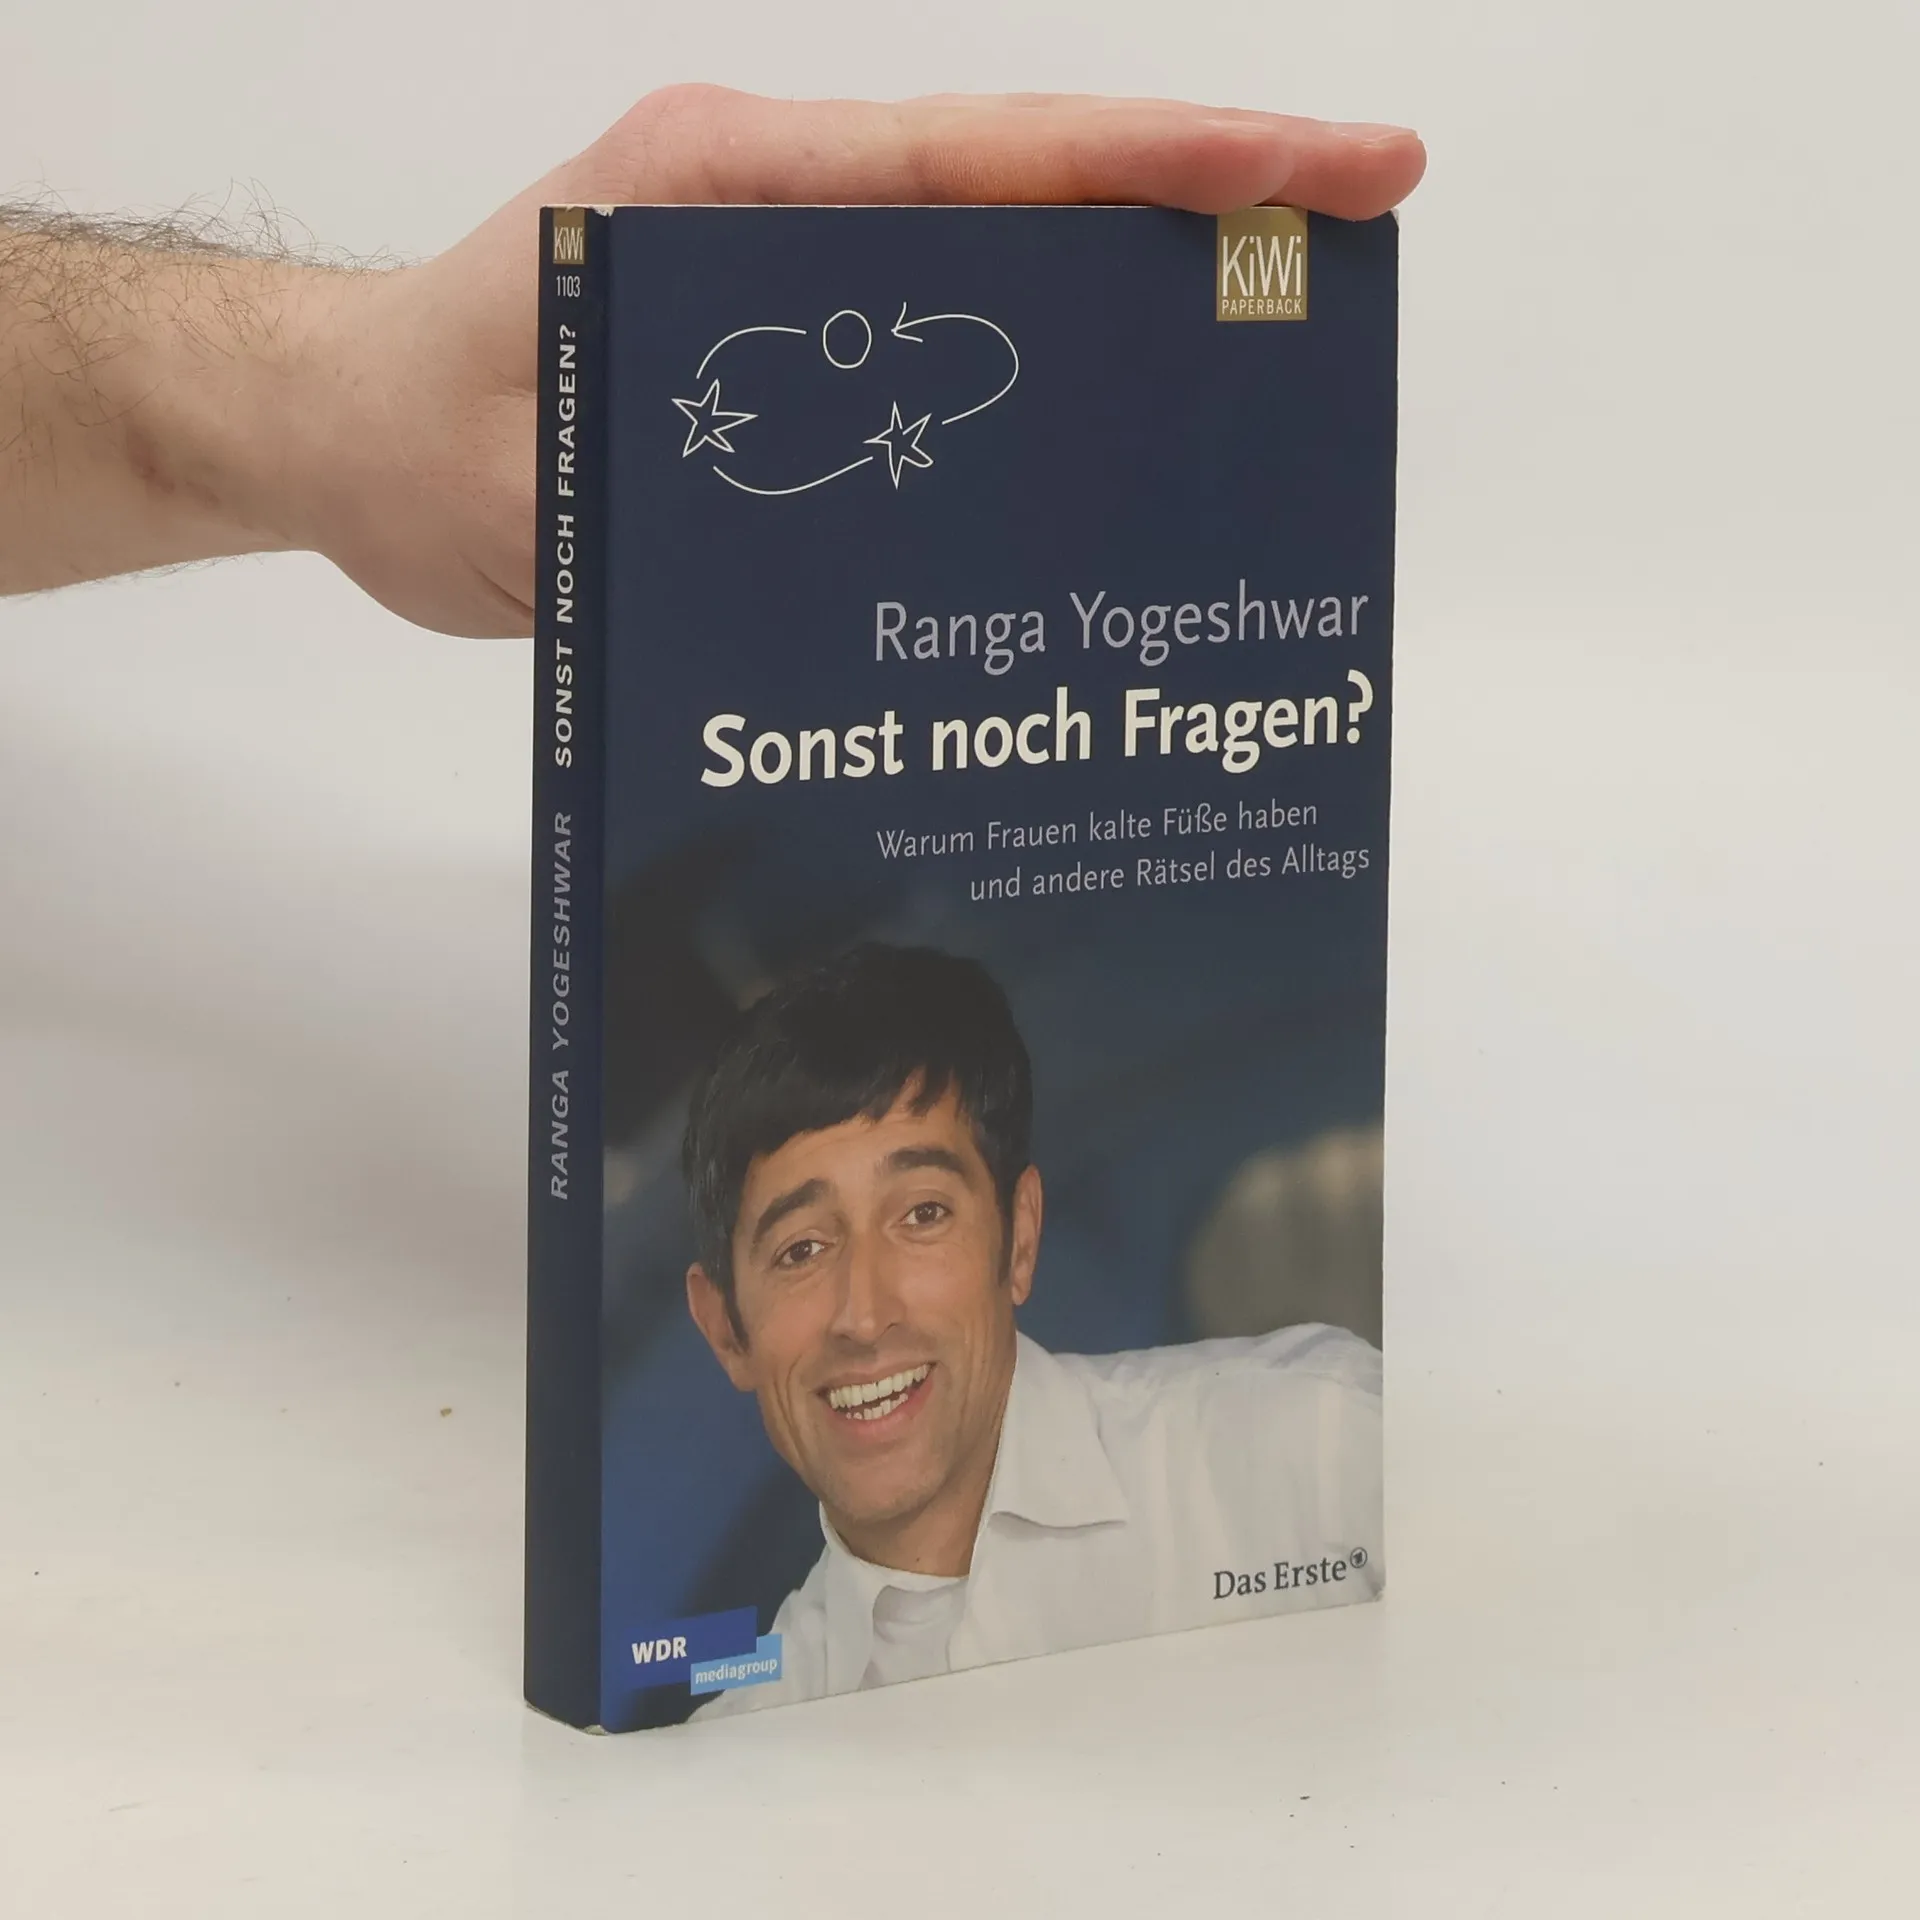 KiWi
1103
SONST NOCH FRAGEN?
RANGA YOGESHWAR
KiWi
PAPERBACK
Ranga Yogeshwar
Sonst noch Fragen?
Warum Frauen kalte Füße haben
und andere Rätsel des Alltags
Das Erste
WDR
mediagroup